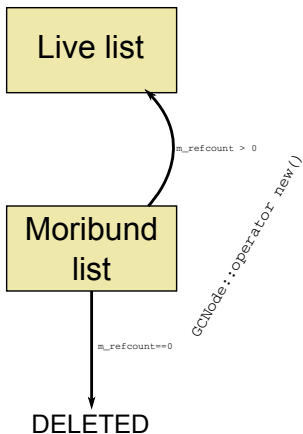 Live list
m_refcount > 0
GCNode::operator new()
Moribund
list
m_refcount==0
DELETED